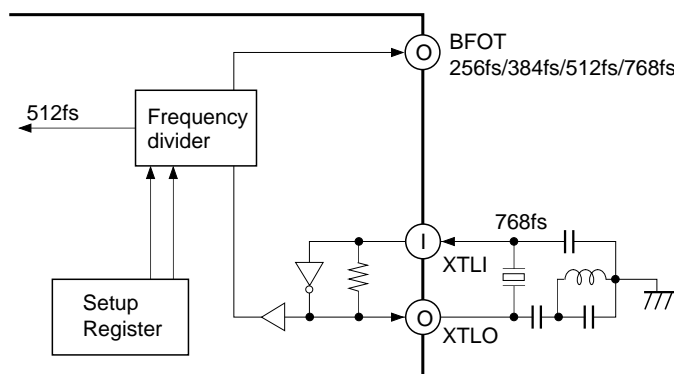 O
BFOT
256fs/384fs/512fs/768fs
512fs
Frequency
divider
I
768fs
XTLI
Setup
Register
O
XTLO